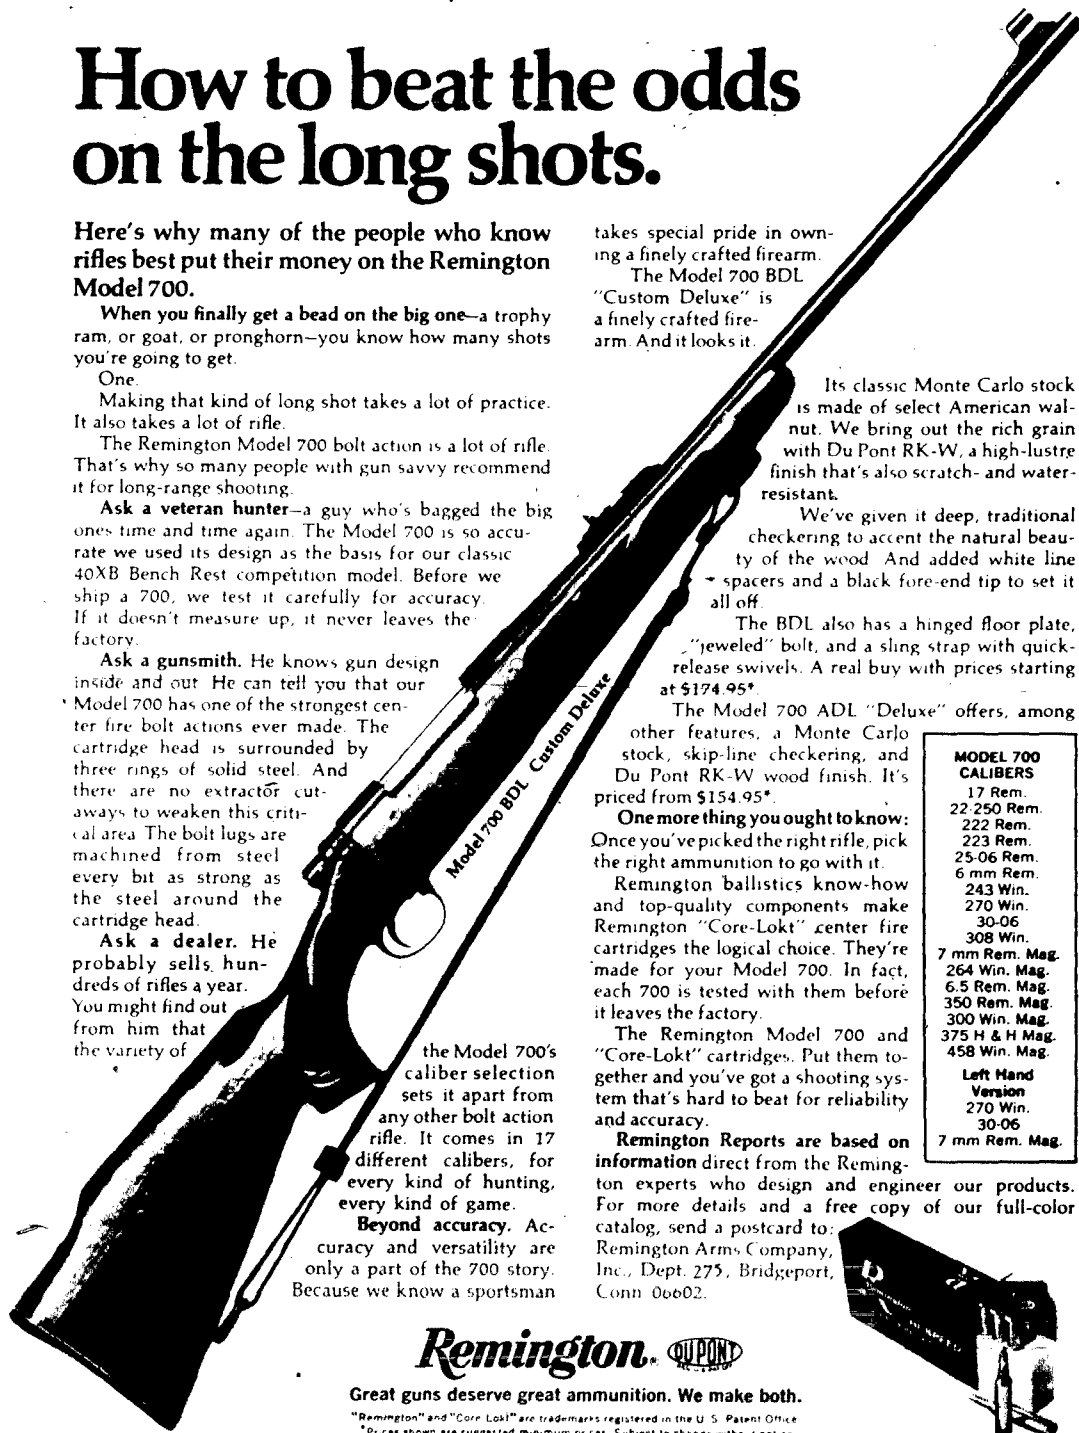 How to beat the odds
on the long shots.
Here's why many of the people who know
rifles best put their money on the Remington
Model 700.
When you finally get a bead on the big one—a trophy
ram, or goat, or pronghorn—you know how many shots
you're going to get.
One.
Making that kind of long shot takes a lot of practice.
It also takes a lot of rifle.
The Remington Model 700 bolt action is a lot of rifle.
That's why so many people with gun savvy recommend
it for long-range shooting.
Ask a veteran hunter—a guy who's bagged the big
ones time and time again. The Model 700 is so accu-
rate we used its design as the basis for our classic
40XB Bench Rest competition model. Before we
ship a 700, we test it carefully for accuracy.
If it doesn't measure up, it never leaves the
factory.
Ask a gunsmith. He knows gun design
inside and out. He can tell you that our
Model 700 has one of the strongest cen-
ter fire bolt actions ever made. The
cartridge head is surrounded by
three rings of solid steel. And
there are no extractor cut-
aways to weaken this criti-
cal area. The bolt lugs are
machined from steel
every bit as strong as
the steel around the
cartridge head.
Ask a dealer. He
probably sells hun-
dreds of rifles a year.
You might find out
from him that
the variety of
the Model 700's
caliber selection
sets it apart from
any other bolt action
rifle. It comes in 17
different calibers, for
every kind of hunting,
every kind of game.
Beyond accuracy. Ac-
curacy and versatility are
only a part of the 700 story.
Because we know a sportsman
takes special pride in own-
ing a finely crafted firearm.
The Model 700 BDL
"Custom Deluxe" is
a finely crafted fire-
arm. And it looks it.
Its classic Monte Carlo stock
is made of select American wal-
nut. We bring out the rich grain
with Du Pont RK-W, a high-lustre
finish that's also scratch- and water-
resistant.
We've given it deep, traditional
checkering to accent the natural beau-
ty of the wood. And added white line
spacers and a black fore-end tip to set it
all off.
The BDL also has a hinged floor plate,
"jeweled" bolt, and a sling strap with quick-
release swivels. A real buy with prices starting
at $174.95*.
The Model 700 ADL "Deluxe" offers, among
other features, a Monte Carlo
stock, skip-line checkering, and
Du Pont RK-W wood finish. It's
priced from $154.95*.
One more thing you ought to know:
Once you've picked the right rifle, pick
the right ammunition to go with it.
Remington ballistics know-how
and top-quality components make
Remington "Core-Lokt" center fire
cartridges the logical choice. They're
made for your Model 700. In fact,
each 700 is tested with them before
it leaves the factory.
The Remington Model 700 and
"Core-Lokt" cartridges. Put them to-
gether and you've got a shooting sys-
tem that's hard to beat for reliability
and accuracy.
Remington Reports are based on
information direct from the Reming-
ton experts who design and engineer our products.
For more details and a free copy of our full-color
catalog, send a postcard to:
Remington Arms Company,
Inc., Dept. 275, Bridgeport,
Conn. 06602.
MODEL 700
CALIBERS
17 Rem.
22-250 Rem.
222 Rem.
223 Rem.
25-06 Rem.
6 mm Rem.
243 Win.
270 Win.
30-06
308 Win.
7 mm Rem. Mag.
264 Win. Mag.
6.5 Rem. Mag.
350 Rem. Mag.
300 Win. Mag.
375 H & H Mag.
458 Win. Mag.
Left Hand
Version
270 Win.
30-06
7 mm Rem. Mag.
Model 700 BDL Custom Deluxe
Remington. DUPONT
Great guns deserve great ammunition. We make both.
"Remington" and "Core Lokt" are trademarks registered in the U.S. Patent Office
*Prices shown are suggested minimum prices. Subject to change without